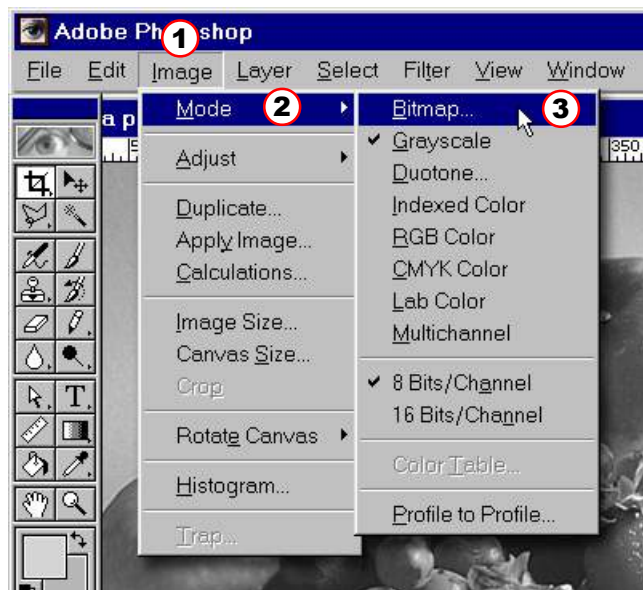 Adobe Photoshop
1
File Edit Image Layer Select Filter View Window
a p
Mode 2
Adjust
Duplicate...
Apply Image...
Calculations...
Image Size...
Canvas Size...
Crop
Rotate Canvas
Histogram...
Trap...
Bitmap... 3
Grayscale
Duotone...
Indexed Color
RGB Color
CMYK Color
Lab Color
Multichannel
8 Bits/Channel
16 Bits/Channel
Color Table...
Profile to Profile...
350
T